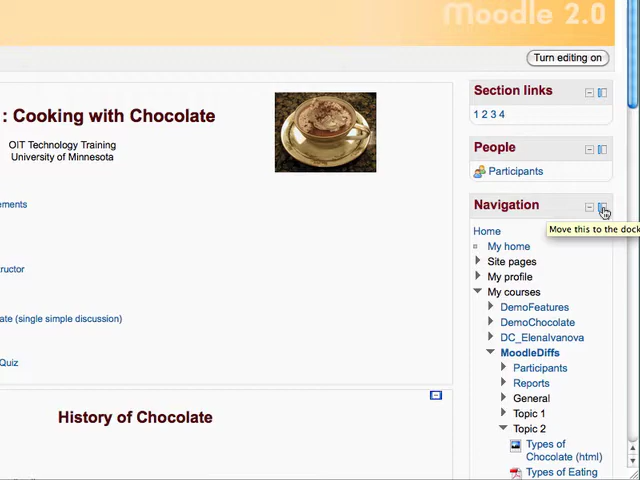 Moodle 2.0
Turn editing on
: Cooking with Chocolate
OIT Technology Training
University of Minnesota
ements
ructor
ate (single simple discussion)
Quiz
History of Chocolate
Section links
1 2 3 4
People
Participants
Navigation
Move this to the dock
Home
My home
Site pages
My profile
My courses
DemoFeatures
DemoChocolate
DC_ElenaIvanova
MoodleDiffs
Participants
Reports
General
Topic 1
Topic 2
Types of
Chocolate (html)
Types of Eating